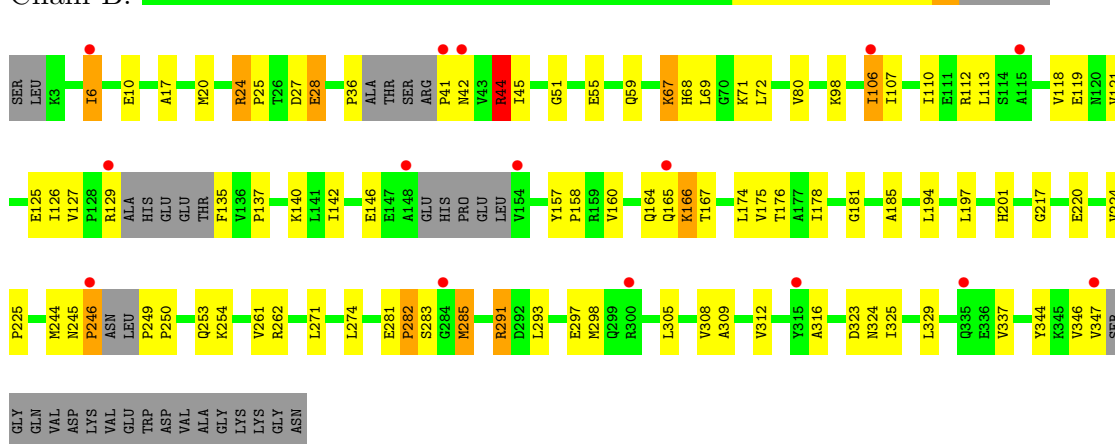 Chain B:
SER LEU K3 I6 E10 A17 M20 R24 P25 T26 D27 E28 P36 ALA THR SER ARG P41 N42 V43 R44 I45 G51 E55 Q59 K67 H68 L69 G70 K71 L72 V80 K98 I106 I107 I110 E111 R112 L113 S114 A115 V118 E119 N120 V121
E125 I126 V127 P128 R129 ALA HIS GLU GLU THR F135 V136 P137 K140 L141 I142 E146 E147 A148 GLU HIS PRO GLU LEU V154 Y157 P158 R159 V160 Q164 Q165 K166 T167 L174 V175 T176 A177 I178 G181 A185 L194 L197 H201 G217 E220 V224
P225 M244 N245 P246 ASN LEU P249 P250 Q253 K254 V261 R262 L271 L274 E281 P282 S283 G284 M285 R291 D292 L293 E297 M298 Q299 R300 L305 V308 A309 V312 Y315 A316 D323 N324 I325 L329 Q335 E336 V337 Y344 K345 V346 V347 SER
GLY GLN VAL ASP LYS VAL GLU TRP ASP VAL ALA GLY LYS LYS GLY ASN